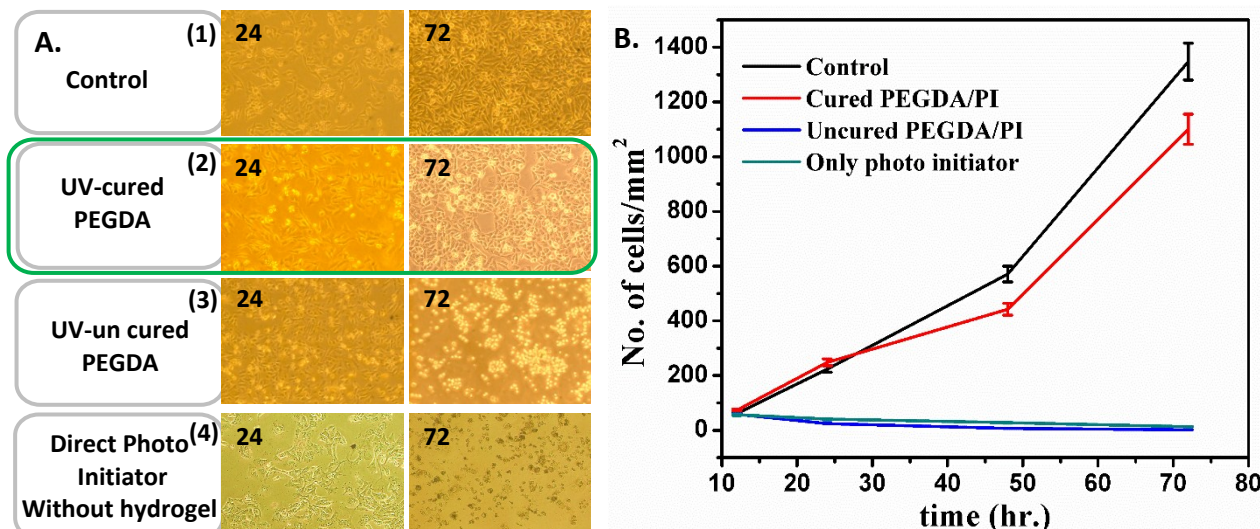 A.
(1)
Control
24
72
(2)
UV-cured
PEGDA
24
72
(3)
UV-un cured
PEGDA
24
72
(4)
Direct Photo
Initiator
Without hydrogel
24
72
B.
No. of cells/mm²
1400
1200
1000
800
600
400
200
0
Control
Cured PEGDA/PI
Uncured PEGDA/PI
Only photo initiator
10 20 30 40 50 60 70 80
time (hr.)